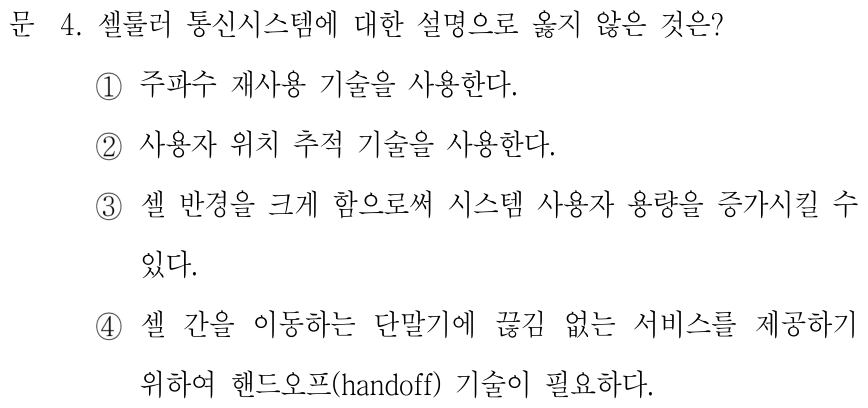 문 4. 셀룰러 통신시스템에 대한 설명으로 옳지 않은 것은?
① 주파수 재사용 기술을 사용한다.
② 사용자 위치 추적 기술을 사용한다.
③ 셀 반경을 크게 함으로써 시스템 사용자 용량을 증가시킬 수
있다.
④ 셀 간을 이동하는 단말기에 끊김 없는 서비스를 제공하기
위하여 핸드오프(handoff) 기술이 필요하다.